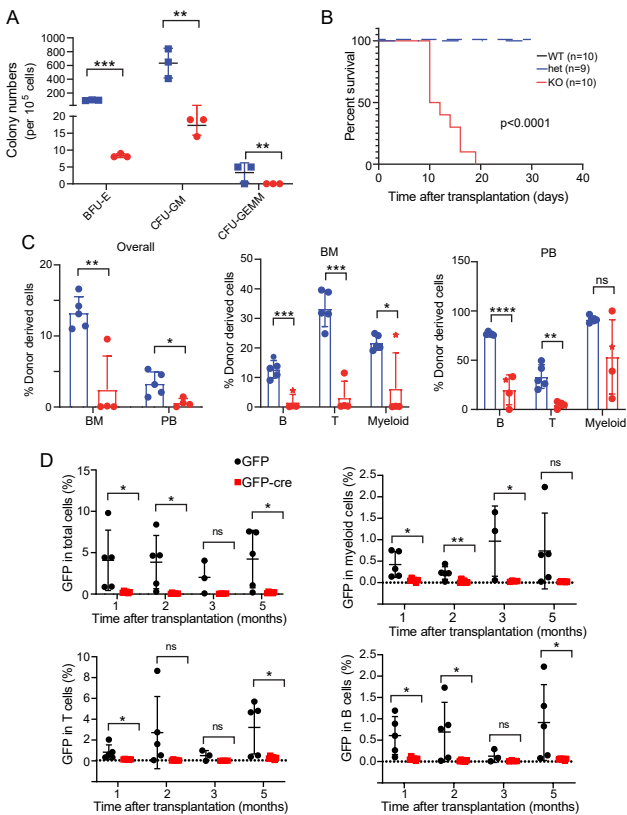 A
Colony numbers
(per 10⁵ cells)
1000
800
600
400
200
20
15
10
5
0
***
**
**
BFU-E
CFU-GM
CFU-GEMM
B
Percent survival
100
50
0
0
10
20
30
40
Time after transplantation (days)
WT (n=10)
het (n=9)
KO (n=10)
p<0.0001
C
Overall
% Donor derived cells
20
15
10
5
0
**
*
BM
PB
BM
% Donor derived cells
50
40
30
20
10
0
***
***
*
B
T
Myeloid
PB
% Donor derived cells
150
100
50
0
****
**
ns
B
T
Myeloid
D
GFP in total cells (%)
15
10
5
0
*
*
ns
*
1
2
3
5
Time after transplantation (months)
GFP
GFP-cre
GFP in myeloid cells (%)
2.5
2.0
1.5
1.0
0.5
0.0
*
**
*
ns
1
2
3
5
Time after transplantation (months)
GFP in T cells (%)
10
8
6
4
2
0
*
ns
ns
*
1
2
3
5
Time after transplantation (months)
GFP in B cells (%)
2.5
2.0
1.5
1.0
0.5
0.0
*
*
ns
*
1
2
3
5
Time after transplantation (months)